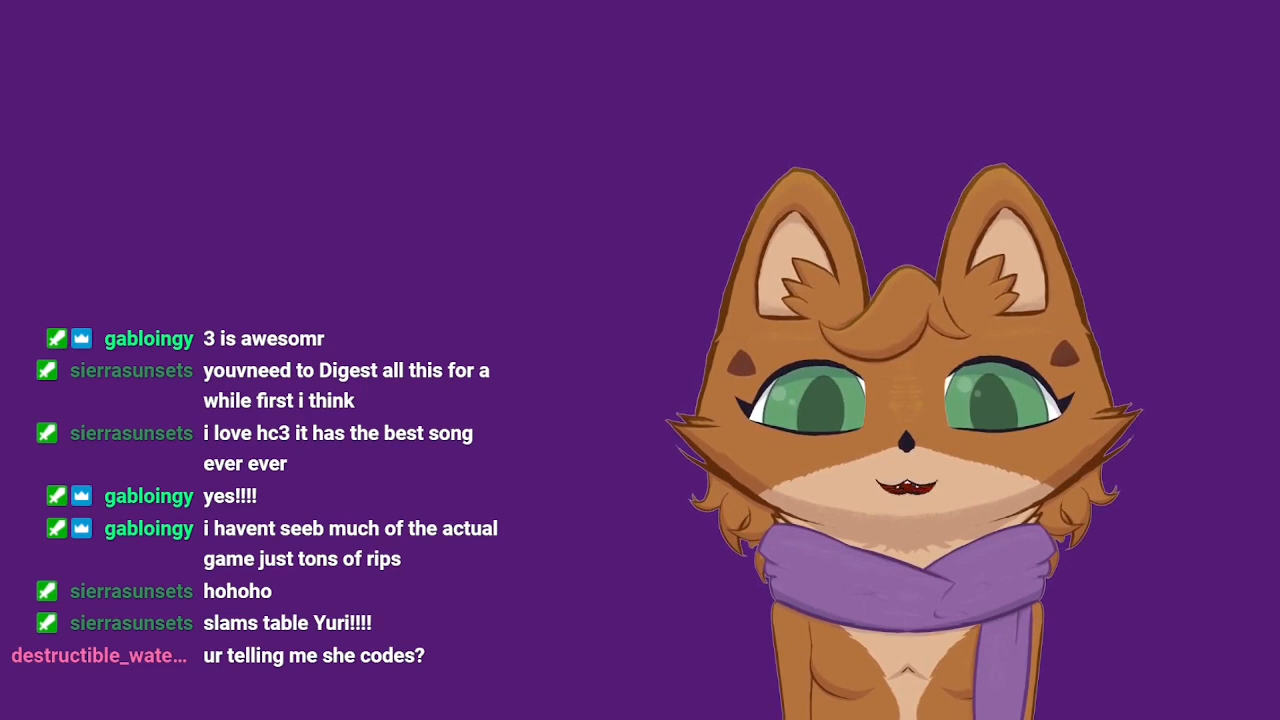 gabloingy 3 is awesomr
sierrasunsets youvneed to Digest all this for a
while first i think
sierrasunsets i love hc3 it has the best song
ever ever
gabloingy yes!!!!
gabloingy i havent seeb much of the actual
game just tons of rips
sierrasunsets hohoho
sierrasunsets slams table Yuri!!!!
destructible_wate... ur telling me she codes?